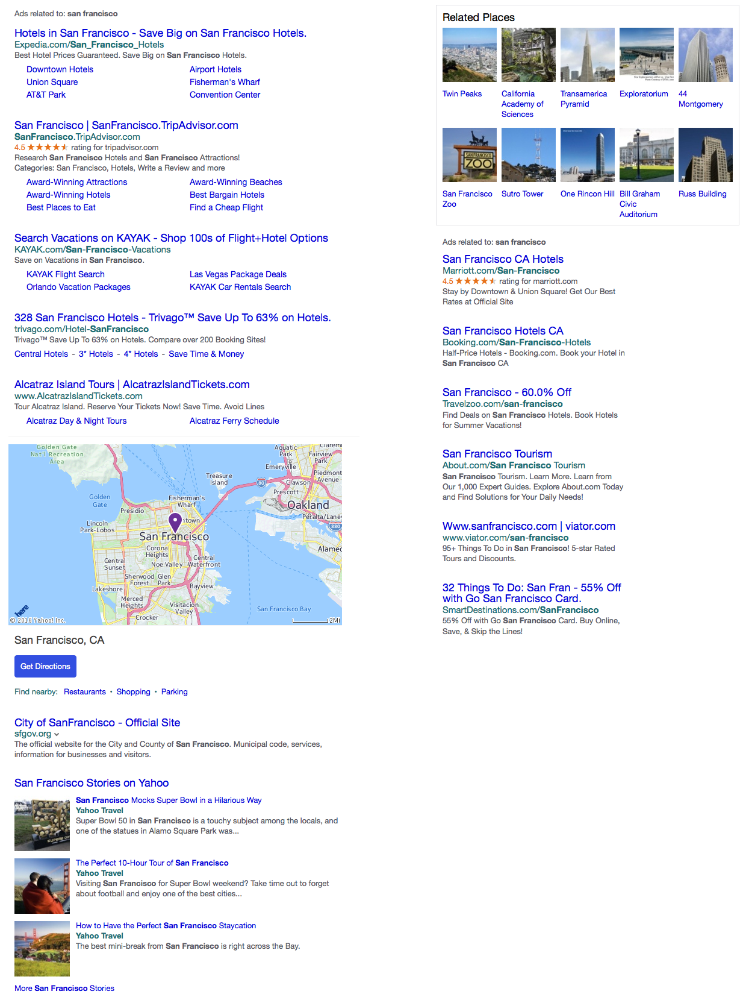 Ads related to: san francisco
Hotels in San Francisco - Save Big on San Francisco Hotels.
Expedia.com/San_Francisco_Hotels
Best Hotel Prices Guaranteed. Save Big on San Francisco Hotels.
Downtown Hotels
Airport Hotels
Union Square
Fisherman's Wharf
AT&T Park
Convention Center
San Francisco | SanFrancisco.TripAdvisor.com
SanFrancisco.TripAdvisor.com
4.5 ★★★★ rating for tripadvisor.com
Research San Francisco Hotels and San Francisco Attractions!
Categories: San Francisco, Hotels, Write a Review and more
Award-Winning Attractions
Award-Winning Beaches
Award-Winning Hotels
Best Bargain Hotels
Best Places to Eat
Find a Cheap Flight
Search Vacations on KAYAK - Shop 100s of Flight+Hotel Options
KAYAK.com/San-Francisco-Vacations
Save on Vacations in San Francisco.
KAYAK Flight Search
Las Vegas Package Deals
Orlando Vacation Packages
KAYAK Car Rentals Search
328 San Francisco Hotels - Trivago™ Save Up To 63% on Hotels.
trivago.com/Hotel-SanFrancisco
Trivago™ Save Up To 63% on Hotels. Compare over 200 Booking Sites!
Central Hotels - 3* Hotels - 4* Hotels - Save Time & Money
Alcatraz Island Tours | AlcatrazIslandTickets.com
www.AlcatrazIslandTickets.com
Tour Alcatraz Island. Reserve Your Tickets Now! Save Time. Avoid Lines
Alcatraz Day & Night Tours
Alcatraz Ferry Schedule
Golden Gate
Nat'l Recreation
Area
Aquatic
Park
Clarem
Fairview
Park
Emeryville
Piedmont
Avenue
Treasure
Island
80
Clawson
Prescott
Golden
Gate
Fisherman's
Wharf
Oakland
Presidio
Peralta/Laney
Lincoln
Park-Lobos
ntown
880
San Francisco
Alamed
Corona
Heights
Central
Sunset
Noe Valley
Central
Waterfront
Sherwood
Forest
Glen
Park
Lakeshore
Bayview
Merced
Heights
Visitacion
Valley
San Francisco Bay
Crocker
here
© 2016 Yahoo! Inc.
2Mi
San Francisco, CA
Get Directions
Find nearby: Restaurants • Shopping • Parking
City of SanFrancisco - Official Site
sfgov.org
The official website for the City and County of San Francisco. Municipal code, services,
information for businesses and visitors.
San Francisco Stories on Yahoo
San Francisco Mocks Super Bowl in a Hilarious Way
Yahoo Travel
Super Bowl 50 in San Francisco is a touchy subject among the locals, and
one of the statues in Alamo Square Park was...
SUPERB OW
The Perfect 10-Hour Tour of San Francisco
Yahoo Travel
Visiting San Francisco for Super Bowl weekend? Take time out to forget
about football and enjoy one of the best cities...
How to Have the Perfect San Francisco Staycation
Yahoo Travel
The best mini-break from San Francisco is right across the Bay.
More San Francisco Stories
Related Places
Twin Peaks
California
Academy of
Sciences
Transamerica
Pyramid
Exploratorium
44
Montgomery
SAN FRANCISCO
ZOO
San Francisco
Zoo
Sutro Tower
One Rincon Hill
Bill Graham
Civic
Auditorium
Russ Building
Ads related to: san francisco
San Francisco CA Hotels
Marriott.com/San-Francisco
4.5 ★★★★ rating for marriott.com
Stay by Downtown & Union Square! Get Our Best
Rates at Official Site
San Francisco Hotels CA
Booking.com/San-Francisco-Hotels
Half-Price Hotels - Booking.com. Book your Hotel in
San Francisco CA
San Francisco - 60.0% Off
Travelzoo.com/san-francisco
Find Deals on San Francisco Hotels. Book Hotels
for Summer Vacations!
San Francisco Tourism
About.com/San Francisco Tourism
San Francisco Tourism. Learn More. Learn from
Our 1,000 Expert Guides. Explore About.com Today
and Find Solutions for Your Daily Needs!
Www.sanfrancisco.com | viator.com
www.viator.com/san-francisco
95+ Things To Do in San Francisco! 5-star Rated
Tours and Discounts.
32 Things To Do: San Fran - 55% Off
with Go San Francisco Card.
SmartDestinations.com/SanFrancisco
55% Off with Go San Francisco Card. Buy Online,
Save, & Skip the Lines!